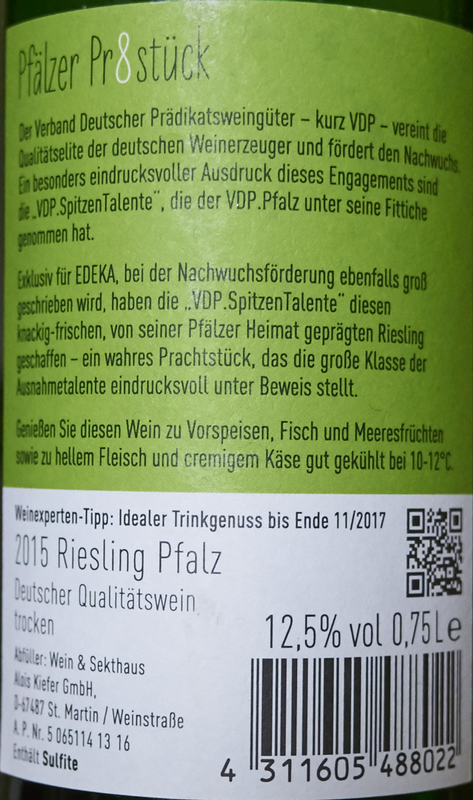 Pfälzer Pr8stück
Der Verband Deutscher Prädikatsweingüter – kurz VDP – vereint die
Qualitätselite der deutschen Weinerzeuger und fördert den Nachwuchs.
Ein besonders eindrucksvoller Ausdruck dieses Engagements sind
die „VDP.SpitzenTalente“, die der VDP.Pfalz unter seine Fittiche
genommen hat.
Exklusiv für EDEKA, bei der Nachwuchsförderung ebenfalls groß
geschrieben wird, haben die „VDP.SpitzenTalente“ diesen
knackig-frischen, von seiner Pfälzer Heimat geprägten Riesling
geschaffen – ein wahres Prachtstück, das die große Klasse der
Ausnahmetalente eindrucksvoll unter Beweis stellt.
Genießen Sie diesen Wein zu Vorspeisen, Fisch und Meeresfrüchten
sowie zu hellem Fleisch und cremigem Käse gut gekühlt bei 10-12°C.
Weinexperten-Tipp: Idealer Trinkgenuss bis Ende 11/2017
2015 Riesling Pfalz
Deutscher Qualitätswein
trocken
12,5% vol 0,75L e
Abfüller: Wein & Sekthaus
Alois Kiefer GmbH,
D-67487 St. Martin / Weinstraße
A. P. Nr. 5 065114 13 16
Enthält Sulfite
4 311605 488022